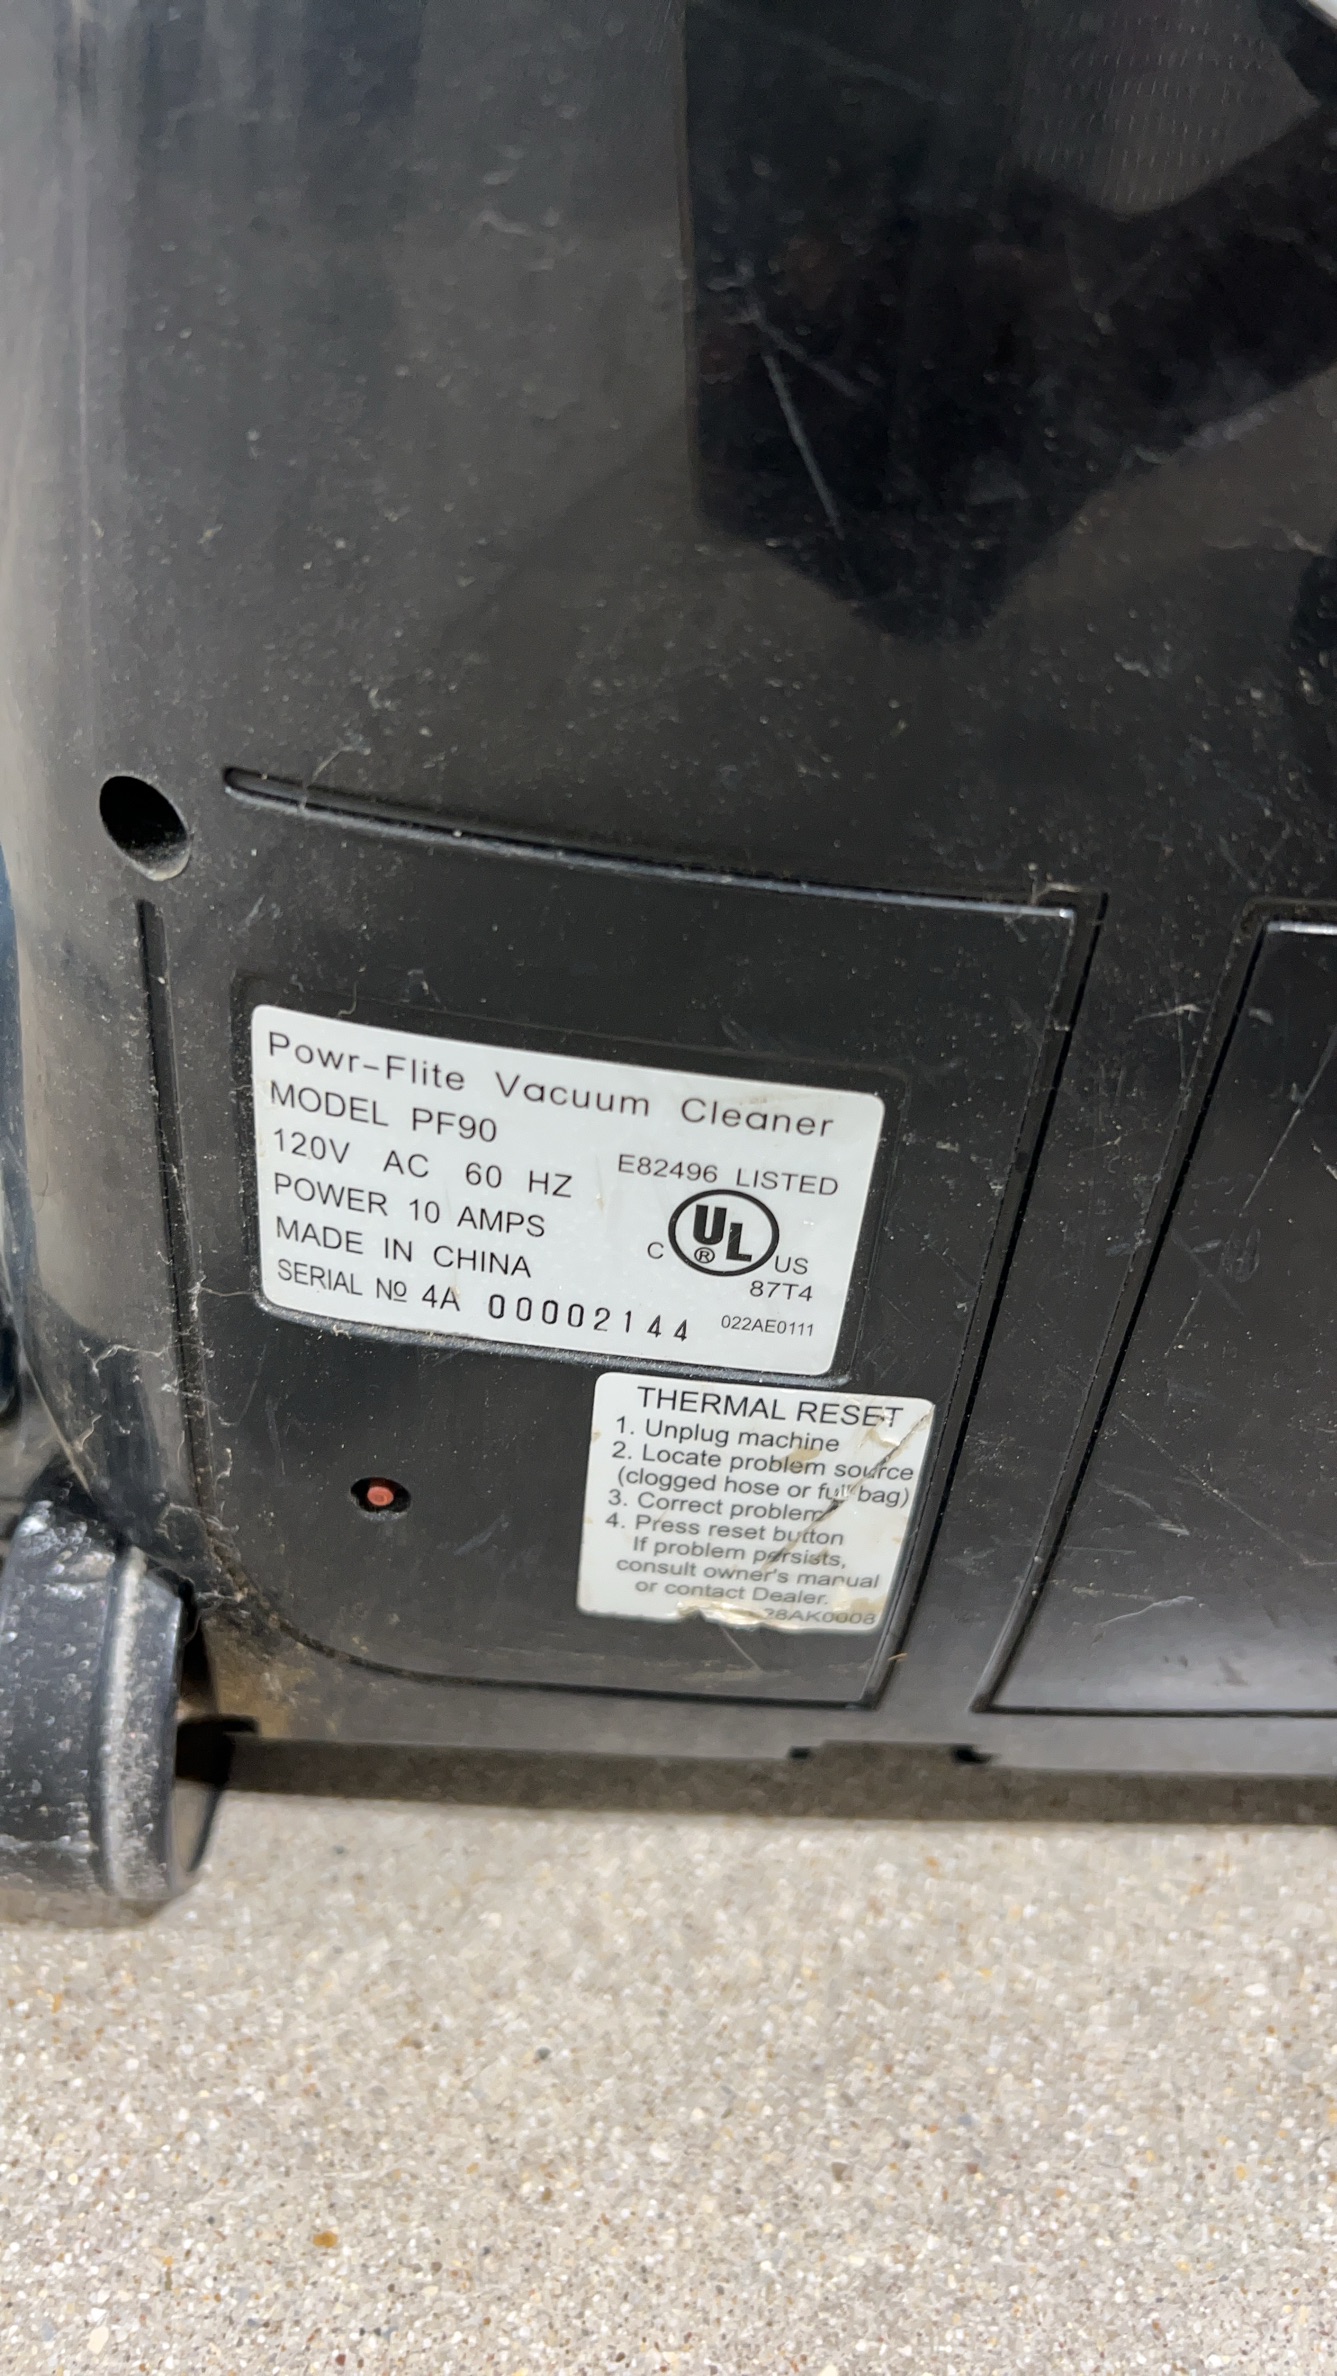 Powr-Flite Vacuum Cleaner
MODEL PF90
120V AC 60 HZ
POWER 10 AMPS
MADE IN CHINA
SERIAL Nº 4A 00002144
E82496 LISTED
C UL ® US
87T4
022AE0111
THERMAL RESET
1. Unplug machine
2. Locate problem source
(clogged hose or full bag)
3. Correct problem
4. Press reset button
If problem persists,
consult owner's manual
or contact Dealer.
28AK0008